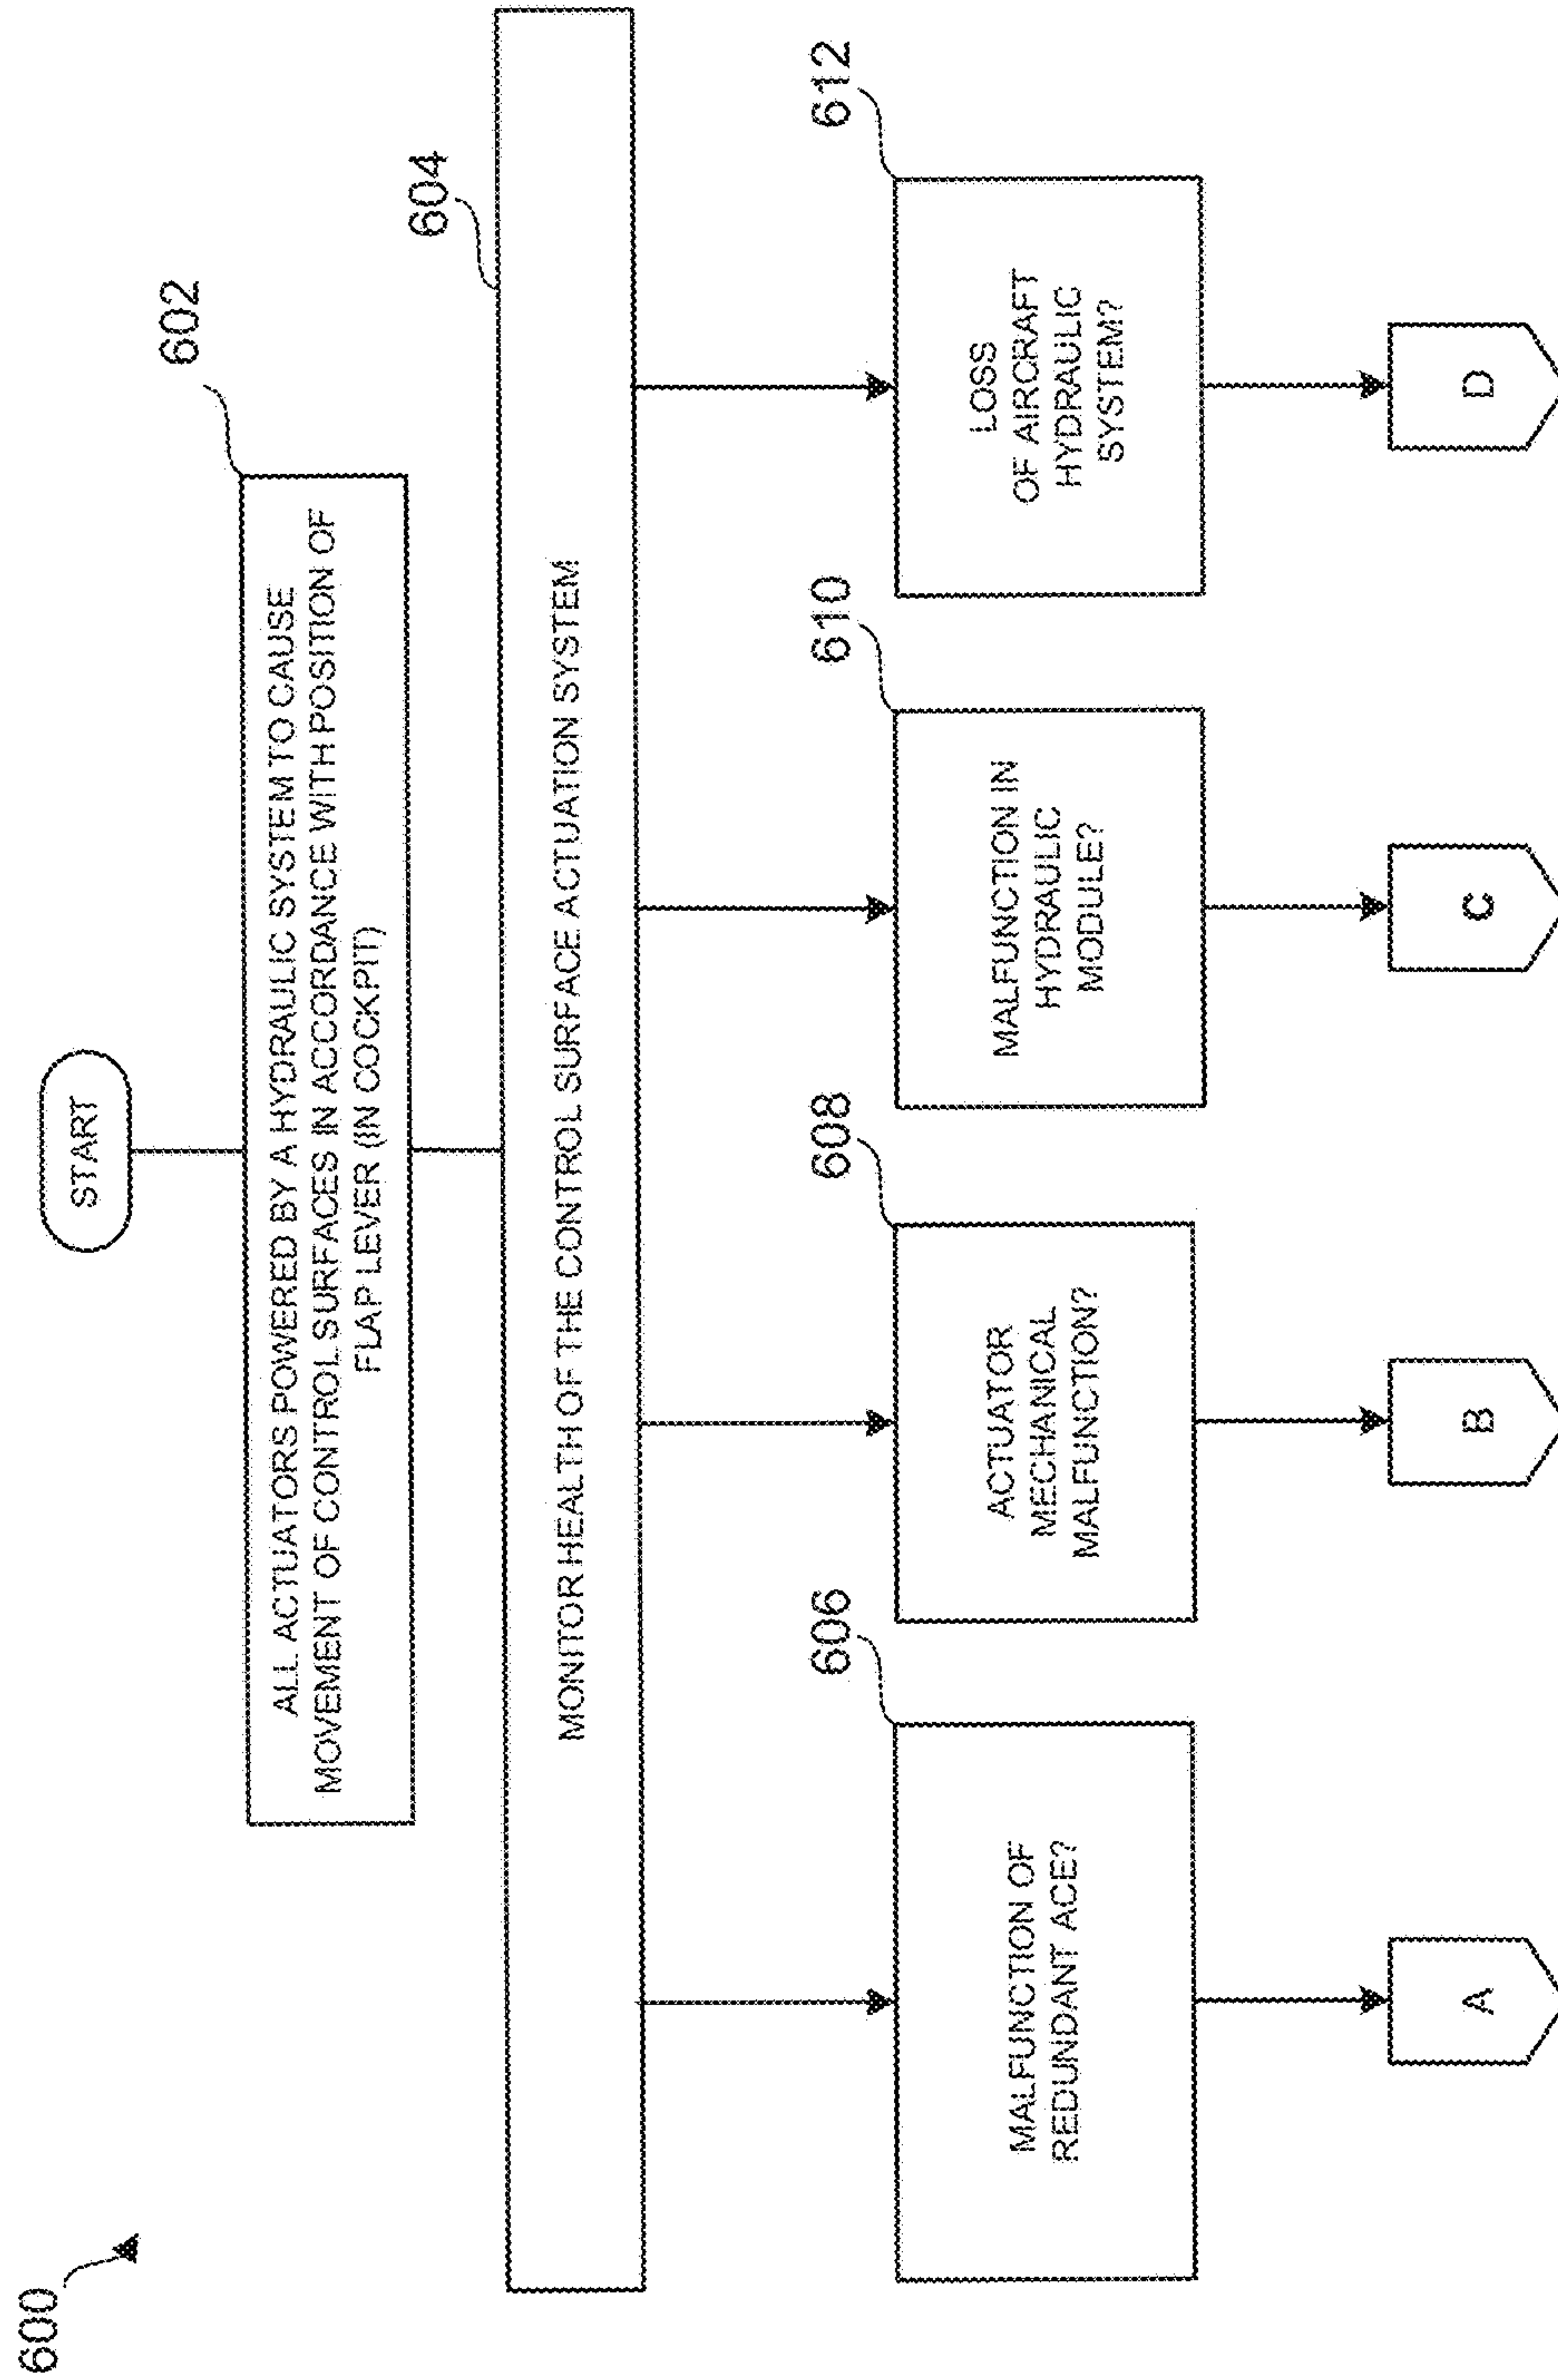 600
START
602
ALL ACTUATORS POWERED BY A HYDRAULIC SYSTEM TO CAUSE
MOVEMENT OF CONTROL SURFACES IN ACCORDANCE WITH POSITION OF
FLAP LEVER (IN COCKPIT)
604
MONITOR HEALTH OF THE CONTROL SURFACE ACTUATION SYSTEM
606
MALFUNCTION OF
REDUNDANT ACE?
608
ACTUATOR
MECHANICAL
MALFUNCTION?
610
MALFUNCTION IN
HYDRAULIC
MODULE?
612
LOSS
OF AIRCRAFT
HYDRAULIC
SYSTEM?
A
B
C
D